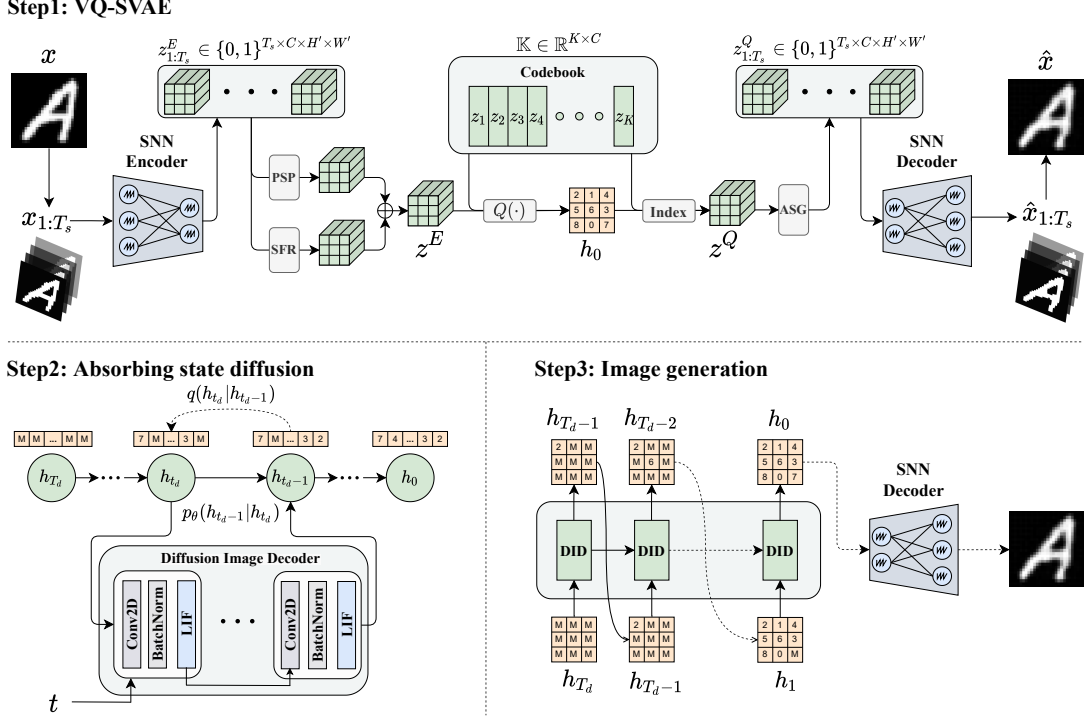 Step1: VQ-SVAE
x
z^E_{1:T_s} ∈ {0, 1}^{T_s×C×H'×W'}
SNN
Encoder
x_{1:T_s}
PSP
SFR
z^E
𝕂 ∈ ℝ^{K×C}
Codebook
z_1 z_2 z_3 z_4 z_K
Q(·)
2 1 4
5 6 3
8 0 7
h_0
Index
z^Q
ASG
z^Q_{1:T_s} ∈ {0, 1}^{T_s×C×H'×W'}
SNN
Decoder
x̂
x̂_{1:T_s}
Step2: Absorbing state diffusion
q(h_{t_d}|h_{t_d-1})
M M ... M M
7 M ... 3 M
7 M ... 3 2
7 4 ... 3 2
h_{T_d}
h_{t_d}
h_{t_d-1}
h_0
p_θ(h_{t_d-1}|h_{t_d})
Diffusion Image Decoder
Conv2D
BatchNorm
LIF
Conv2D
BatchNorm
LIF
t
Step3: Image generation
h_{T_d-1}
h_{T_d-2}
h_0
2 M M
M M M
M M M
2 M M
M 6 M
M M M
2 1 4
5 6 3
8 0 7
DID
DID
DID
M M M
M M M
M M M
2 M M
M M M
M M M
2 1 4
5 6 3
8 0 M
h_{T_d}
h_{T_d-1}
h_1
SNN
Decoder